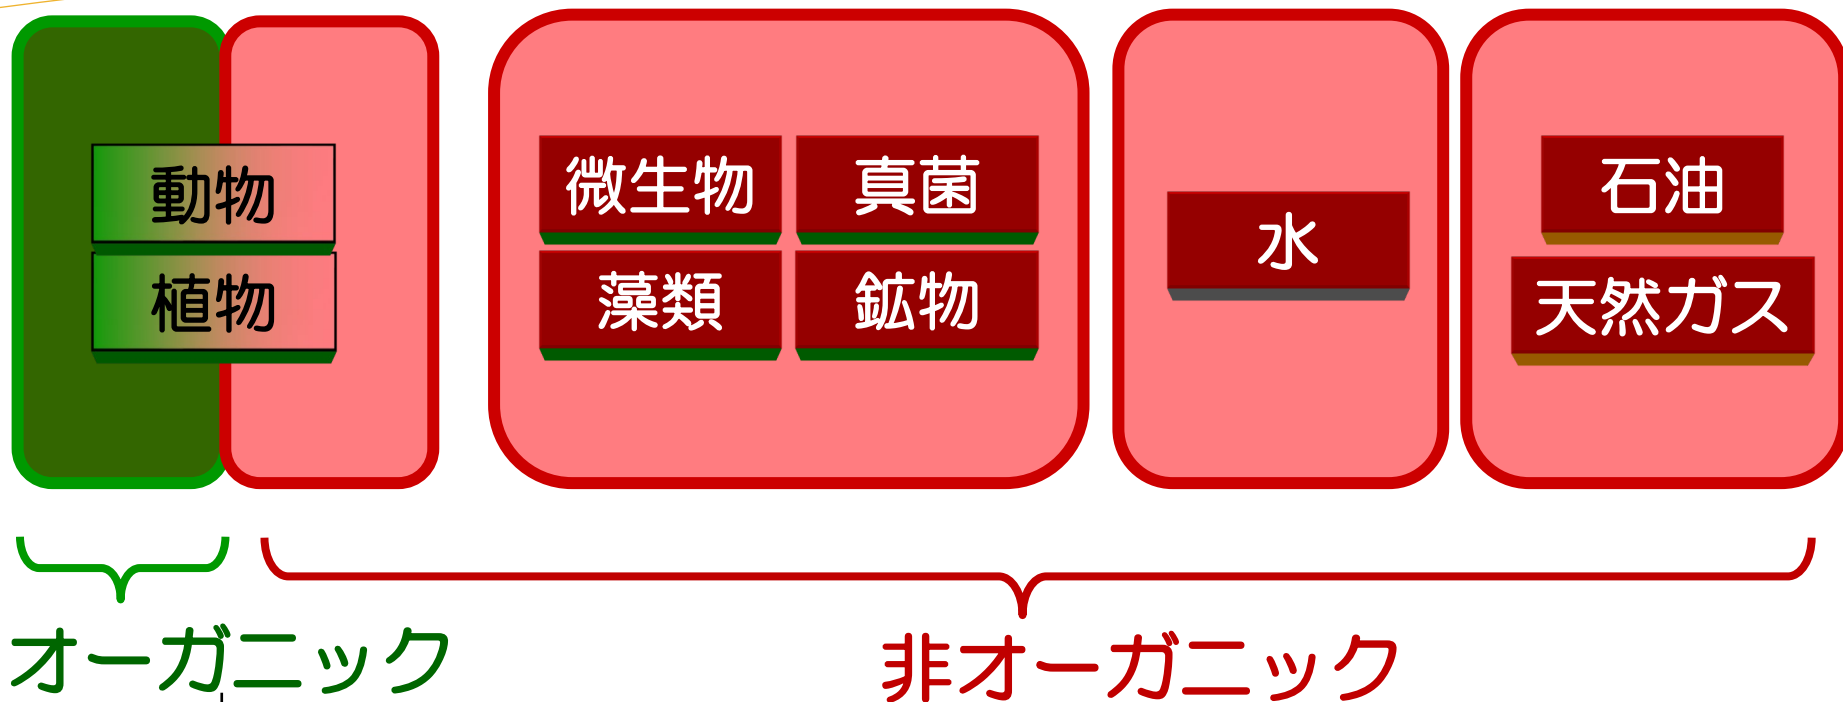 動物
植物
微生物
真菌
藻類
鉱物
水
石油
天然ガス
オーガニック
非オーガニック